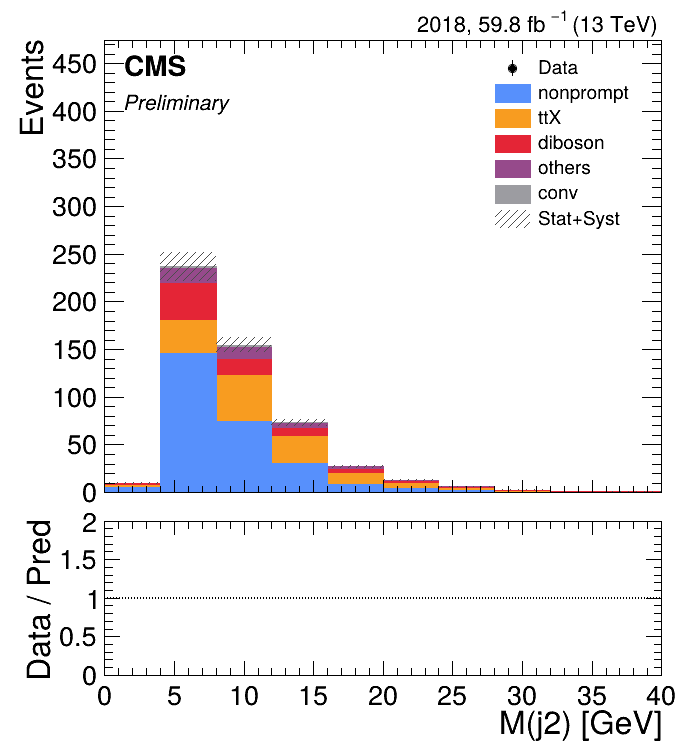 2018, 59.8 fb⁻¹ (13 TeV)
CMS
Preliminary
Events
450
400
350
300
250
200
150
100
50
0
Data
nonprompt
ttX
diboson
others
conv
Stat+Syst
Data / Pred
2
1.5
1
0.5
0
0 5 10 15 20 25 30 35 40
M(j2) [GeV]